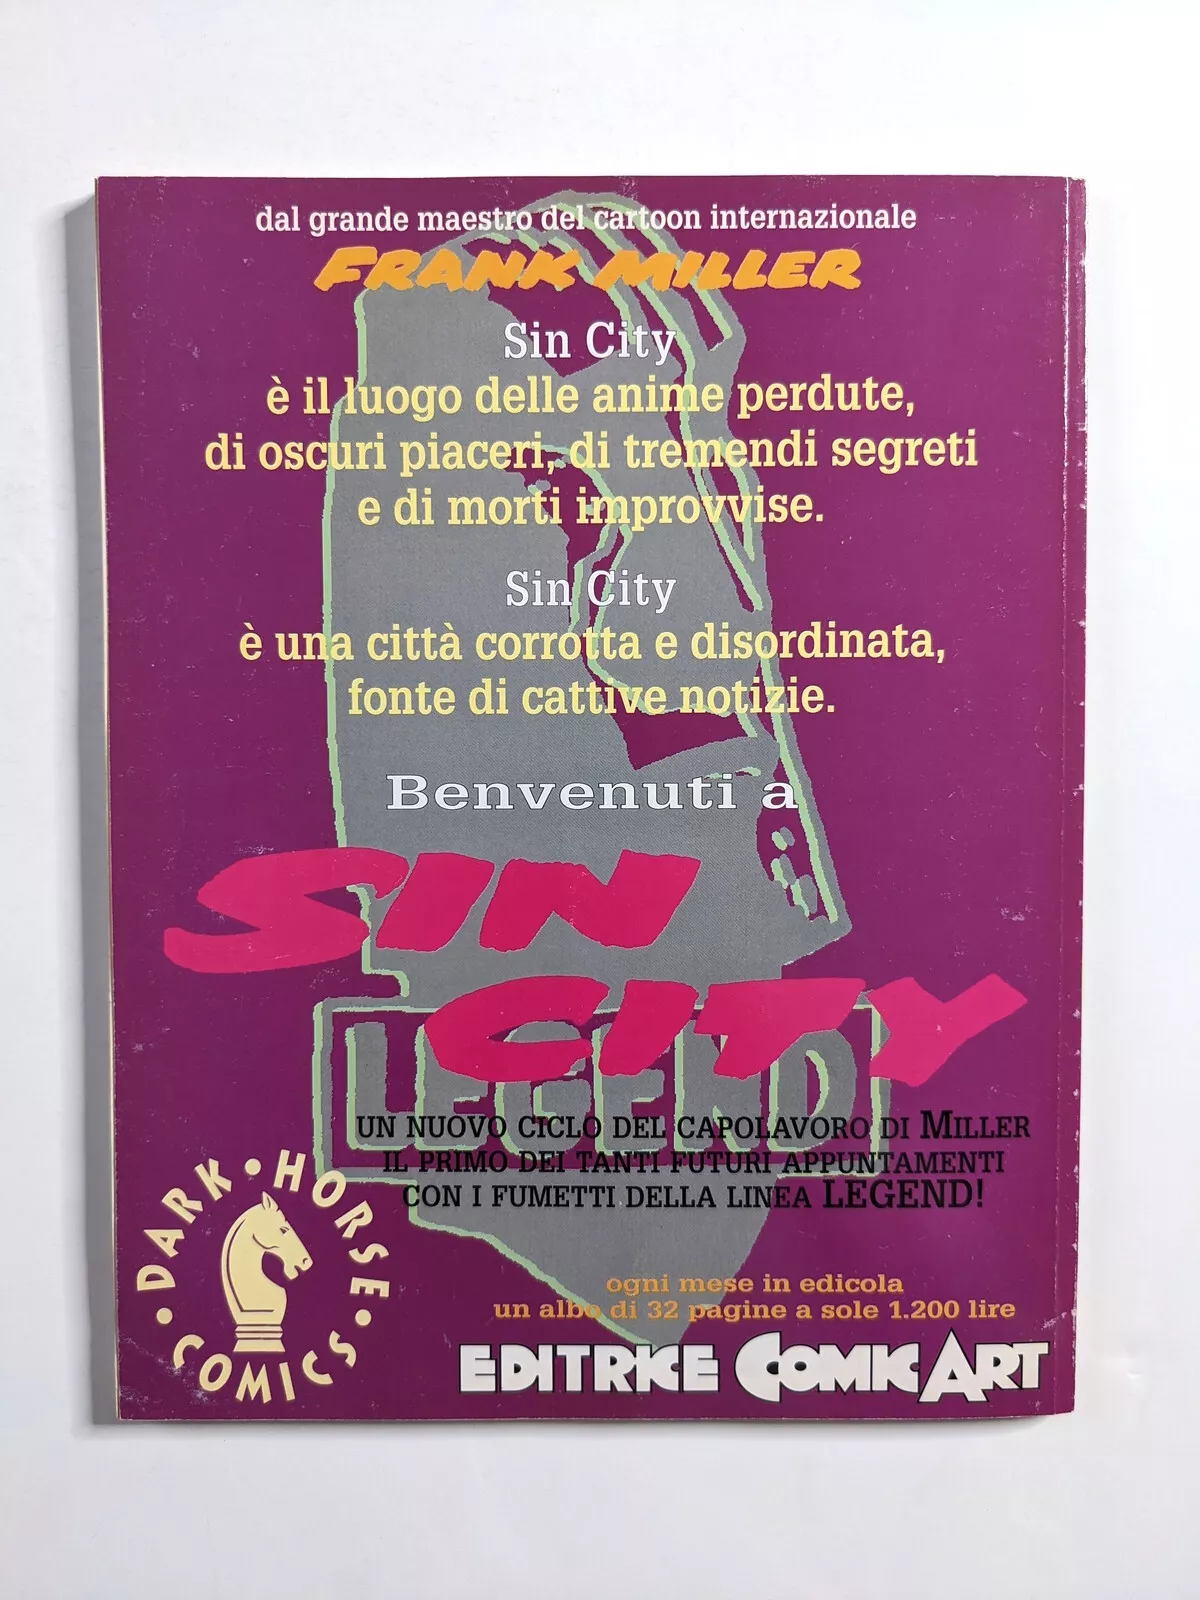 dal grande maestro del cartoon internazionale
FRANK MILLER
Sin City
è il luogo delle anime perdute,
di oscuri piaceri, di tremendi segreti
e di morti improvvise.
Sin City
è una città corrotta e disordinata,
fonte di cattive notizie.
Benvenuti a
SIN
CITY
LEGEND
UN NUOVO CICLO DEL CAPOLAVORO DI MILLER
IL PRIMO DEI TANTI FUTURI APPUNTAMENTI
CON I FUMETTI DELLA LINEA LEGEND!
DARK • HORSE • COMICS •
ogni mese in edicola
un albo di 32 pagine a sole 1.200 lire
EDITRICE COMIC ART